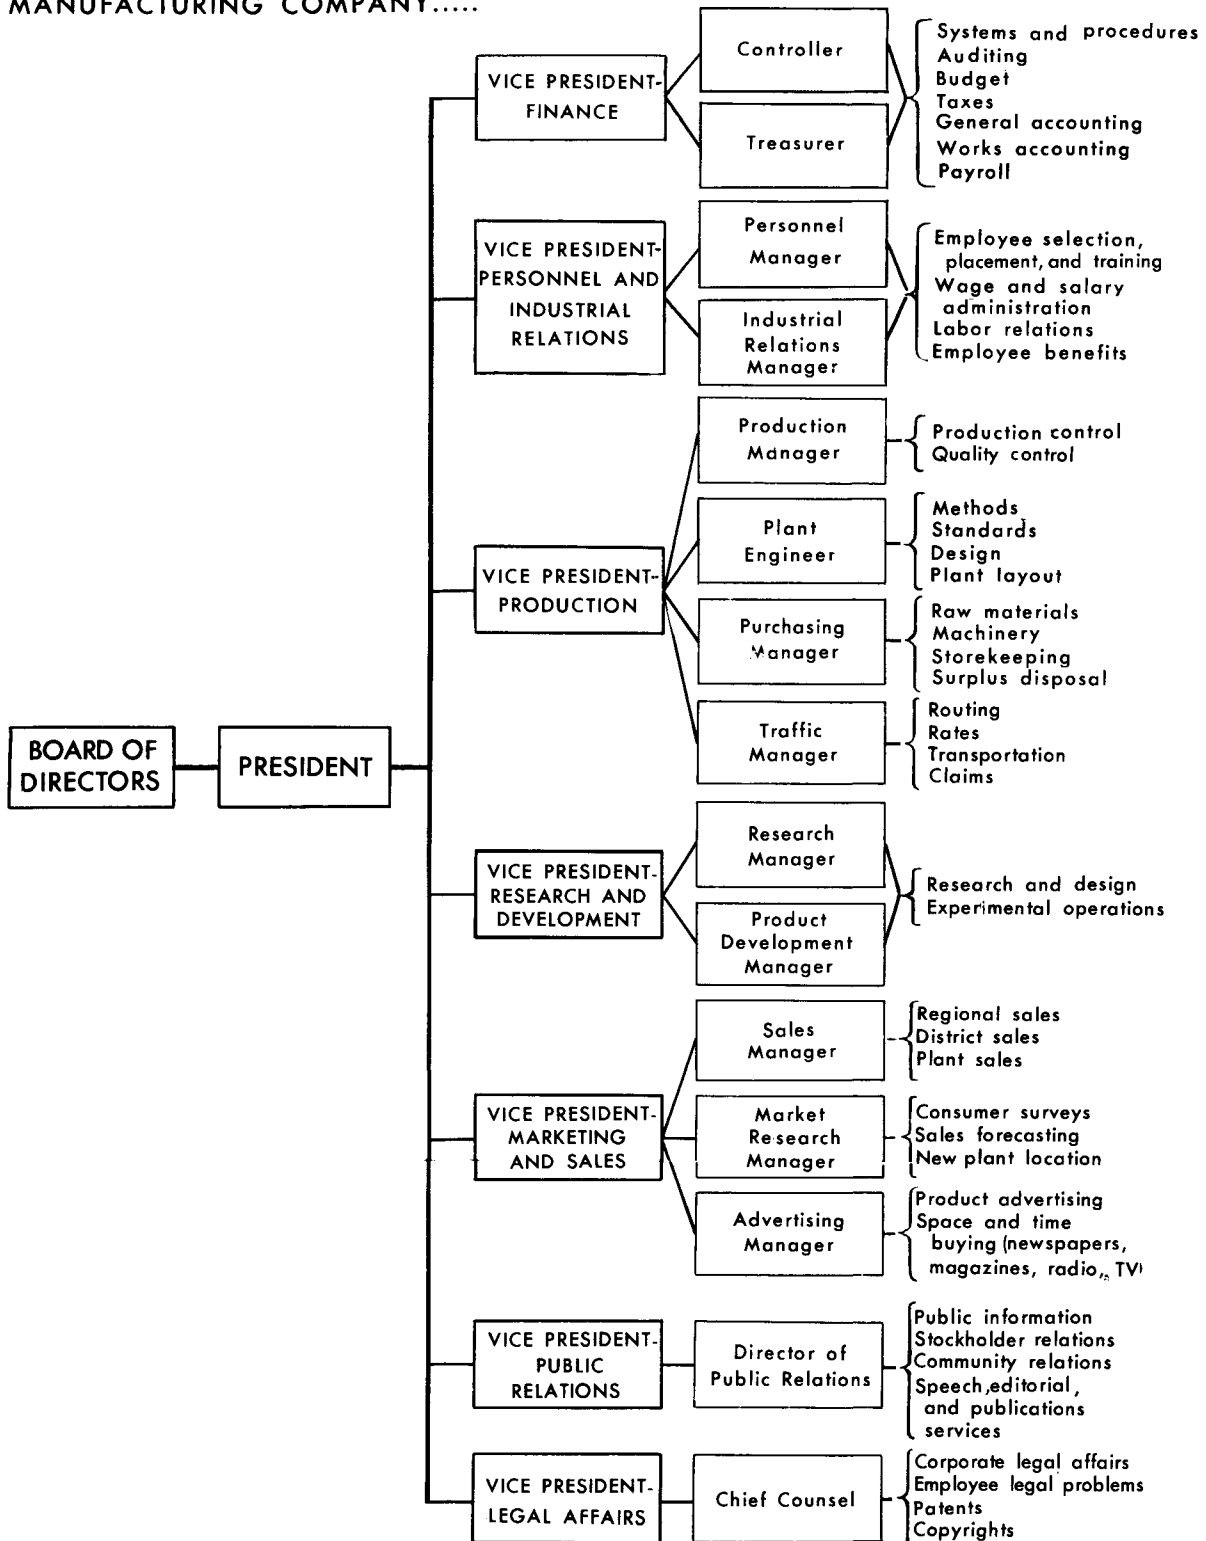 MANUFACTURING COMPANY.....
BOARD OF
DIRECTORS
PRESIDENT
VICE PRESIDENT-
FINANCE
Controller
Treasurer
Systems and procedures
Auditing
Budget
Taxes
General accounting
Works accounting
Payroll
VICE PRESIDENT-
PERSONNEL AND
INDUSTRIAL
RELATIONS
Personnel
Manager
Industrial
Relations
Manager
Employee selection,
placement, and training
Wage and salary
administration
Labor relations
Employee benefits
VICE PRESIDENT-
PRODUCTION
Production
Manager
Production control
Quality control
Plant
Engineer
Methods
Standards
Design
Plant layout
Purchasing
Manager
Raw materials
Machinery
Storekeeping
Surplus disposal
Traffic
Manager
Routing
Rates
Transportation
Claims
VICE PRESIDENT-
RESEARCH AND
DEVELOPMENT
Research
Manager
Product
Development
Manager
Research and design
Experimental operations
VICE PRESIDENT-
MARKETING
AND SALES
Sales
Manager
Regional sales
District sales
Plant sales
Market
Research
Manager
Consumer surveys
Sales forecasting
New plant location
Advertising
Manager
Product advertising
Space and time
buying (newspapers,
magazines, radio, TV)
VICE PRESIDENT-
PUBLIC
RELATIONS
Director of
Public Relations
Public information
Stockholder relations
Community relations
Speech, editorial,
and publications
services
VICE PRESIDENT-
LEGAL AFFAIRS
Chief Counsel
Corporate legal affairs
Employee legal problems
Patents
Copyrights